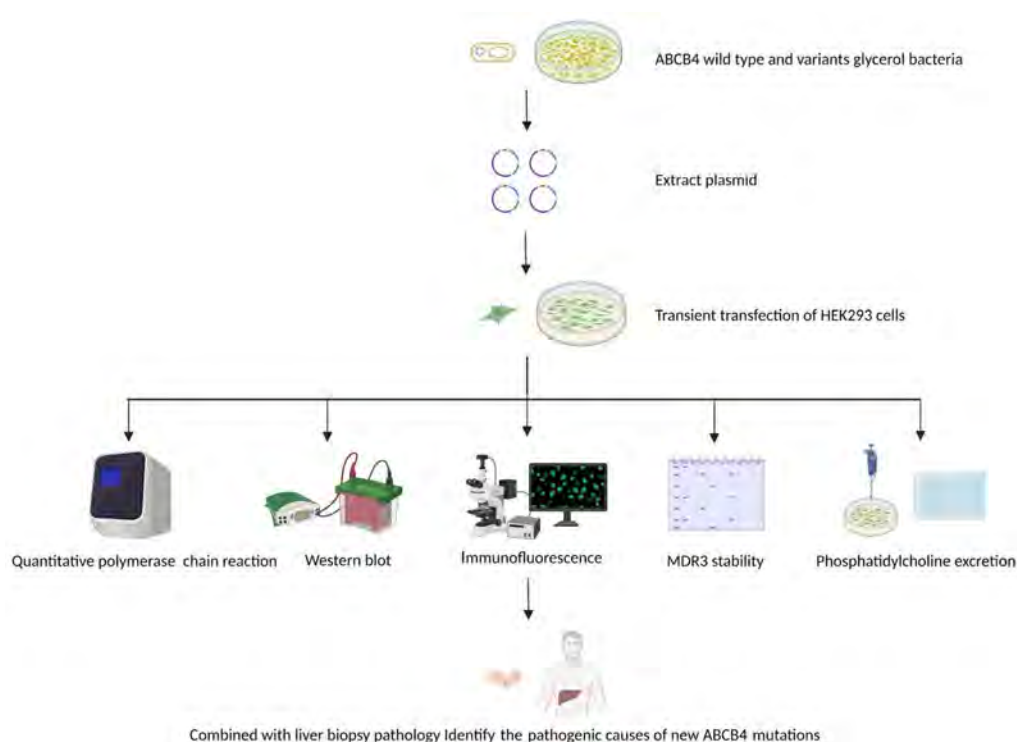 ABCB4 wild type and variants glycerol bacteria
Extract plasmid
Transient transfection of HEK293 cells
Quantitative polymerase chain reaction
Western blot
Immunofluorescence
MDR3 stability
Phosphatidylcholine excretion
Combined with liver biopsy pathology Identify the pathogenic causes of new ABCB4 mutations